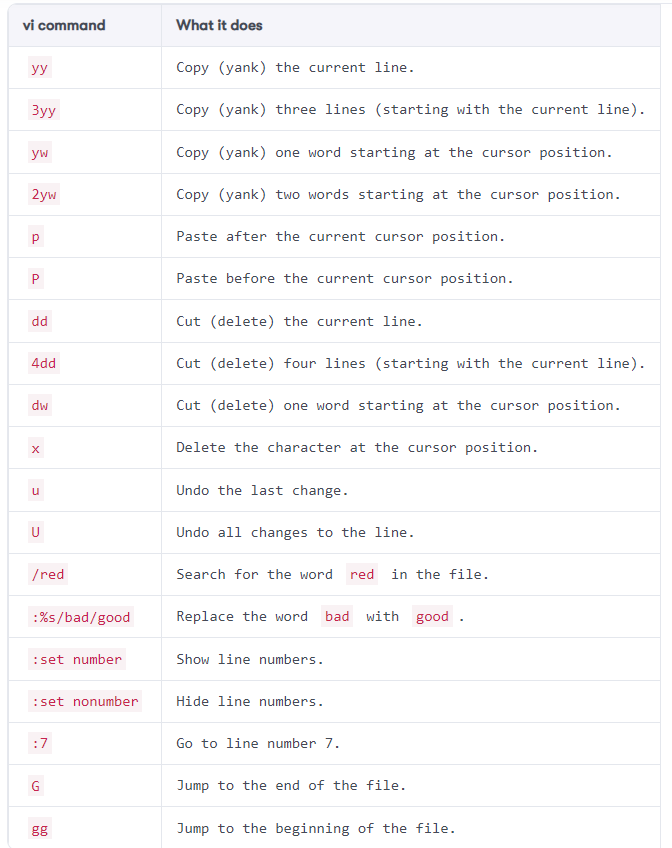 vi command What it does
yy Copy (yank) the current line.
3yy Copy (yank) three lines (starting with the current line).
yw Copy (yank) one word starting at the cursor position.
2yw Copy (yank) two words starting at the cursor position.
p Paste after the current cursor position.
P Paste before the current cursor position.
dd Cut (delete) the current line.
4dd Cut (delete) four lines (starting with the current line).
dw Cut (delete) one word starting at the cursor position.
x Delete the character at the cursor position.
u Undo the last change.
U Undo all changes to the line.
/red Search for the word red in the file.
:%s/bad/good Replace the word bad with good .
:set number Show line numbers.
:set nonumber Hide line numbers.
:7 Go to line number 7.
G Jump to the end of the file.
gg Jump to the beginning of the file.